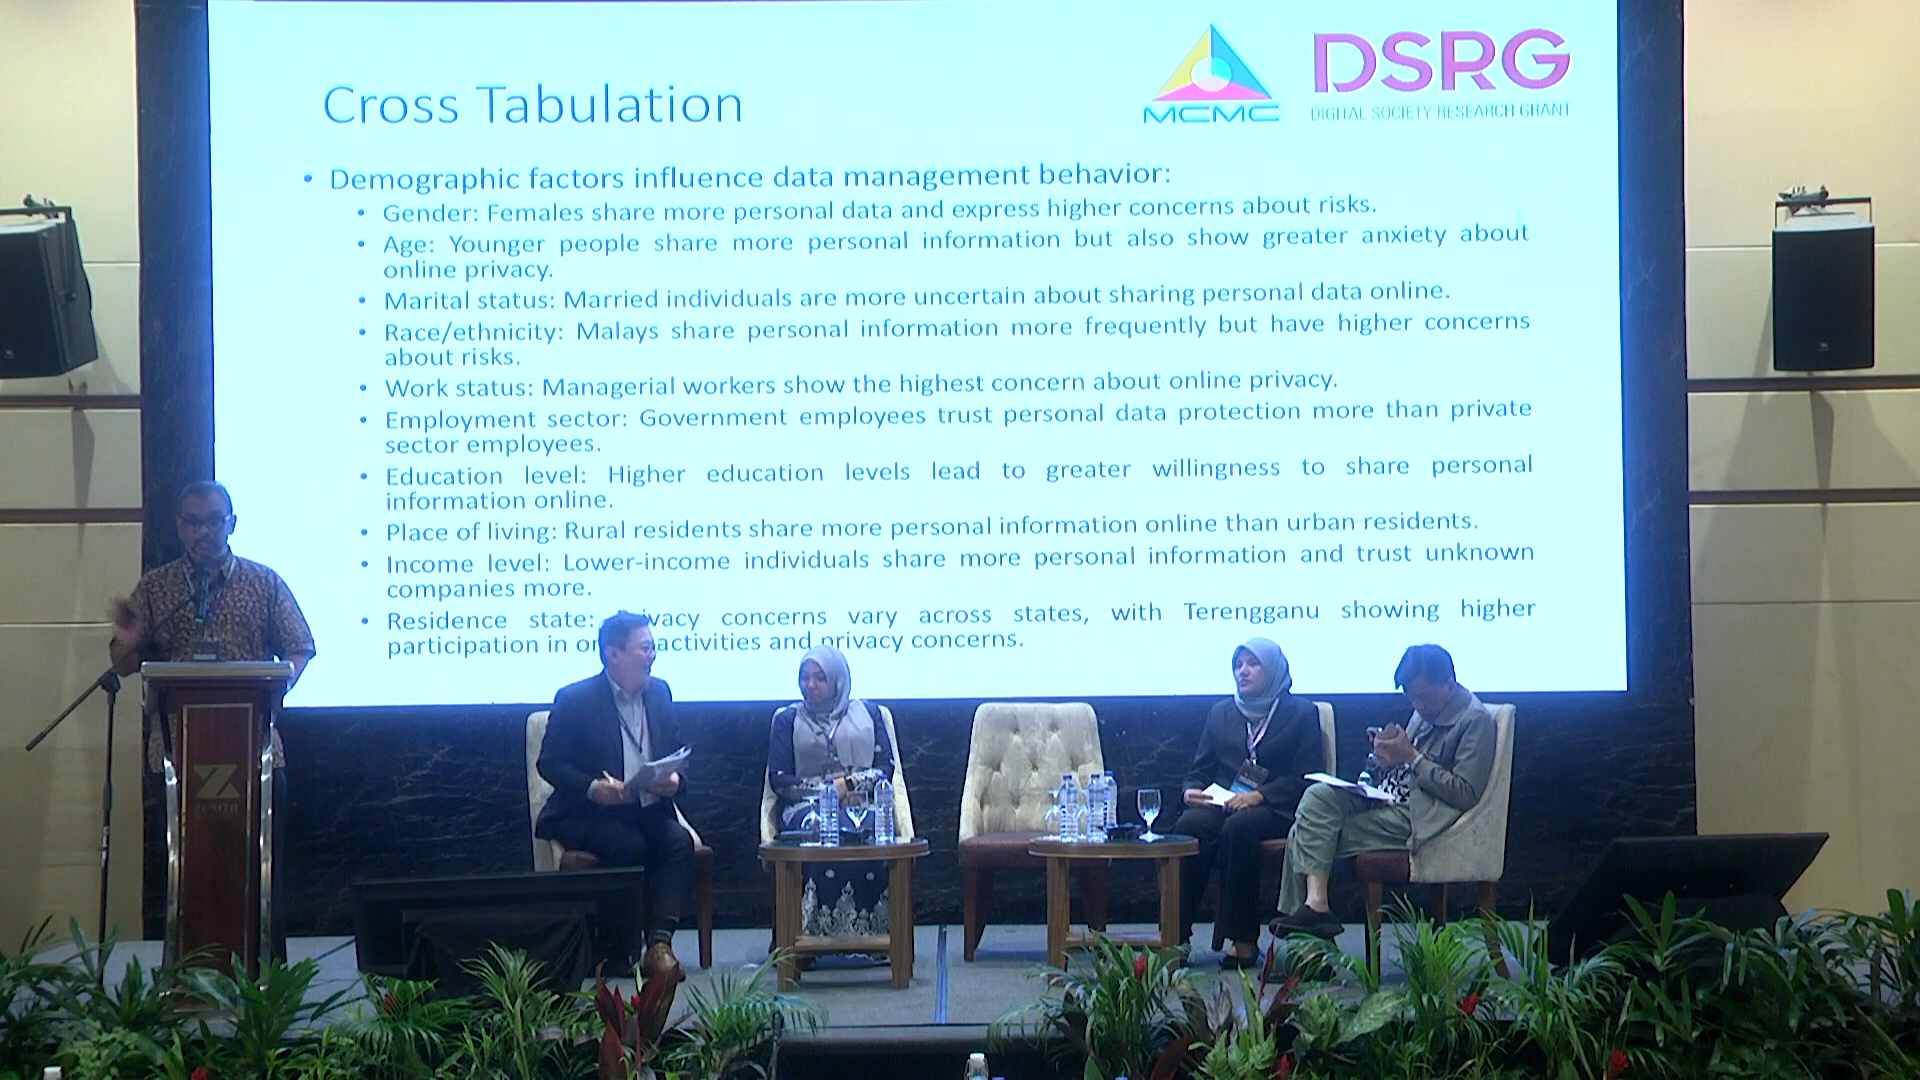 MCMC
DSRG
DIGITAL SOCIETY RESEARCH GRANT
Cross Tabulation
• Demographic factors influence data management behavior:
• Gender: Females share more personal data and express higher concerns about risks.
• Age: Younger people share more personal information but also show greater anxiety about
online privacy.
• Marital status: Married individuals are more uncertain about sharing personal data online.
• Race/ethnicity: Malays share personal information more frequently but have higher concerns
about risks.
• Work status: Managerial workers show the highest concern about online privacy.
• Employment sector: Government employees trust personal data protection more than private
sector employees.
• Education level: Higher education levels lead to greater willingness to share personal
information online.
• Place of living: Rural residents share more personal information online than urban residents.
• Income level: Lower-income individuals share more personal information and trust unknown
companies more.
• Residence state: vacy concerns vary across states, with Terengganu showing higher
participation in activities and privacy concerns.
ZENITH